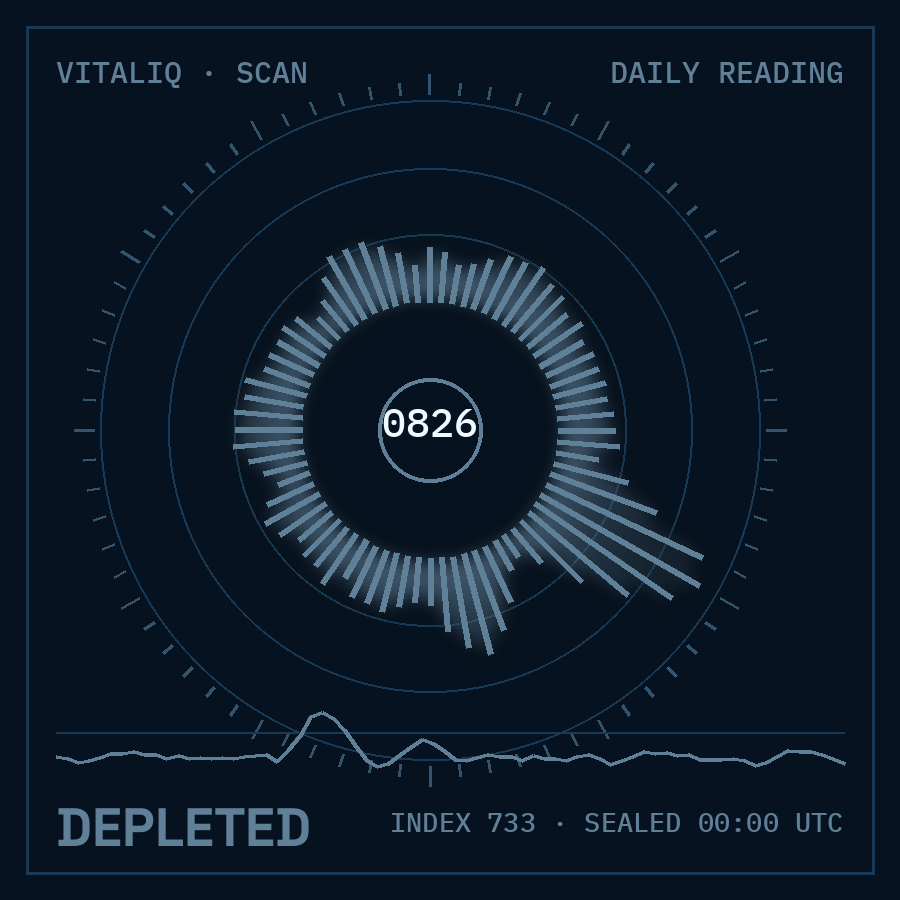 VITALIQ · SCAN
DAILY READING
0826
DEPLETED
INDEX 733 · SEALED 00:00 UTC